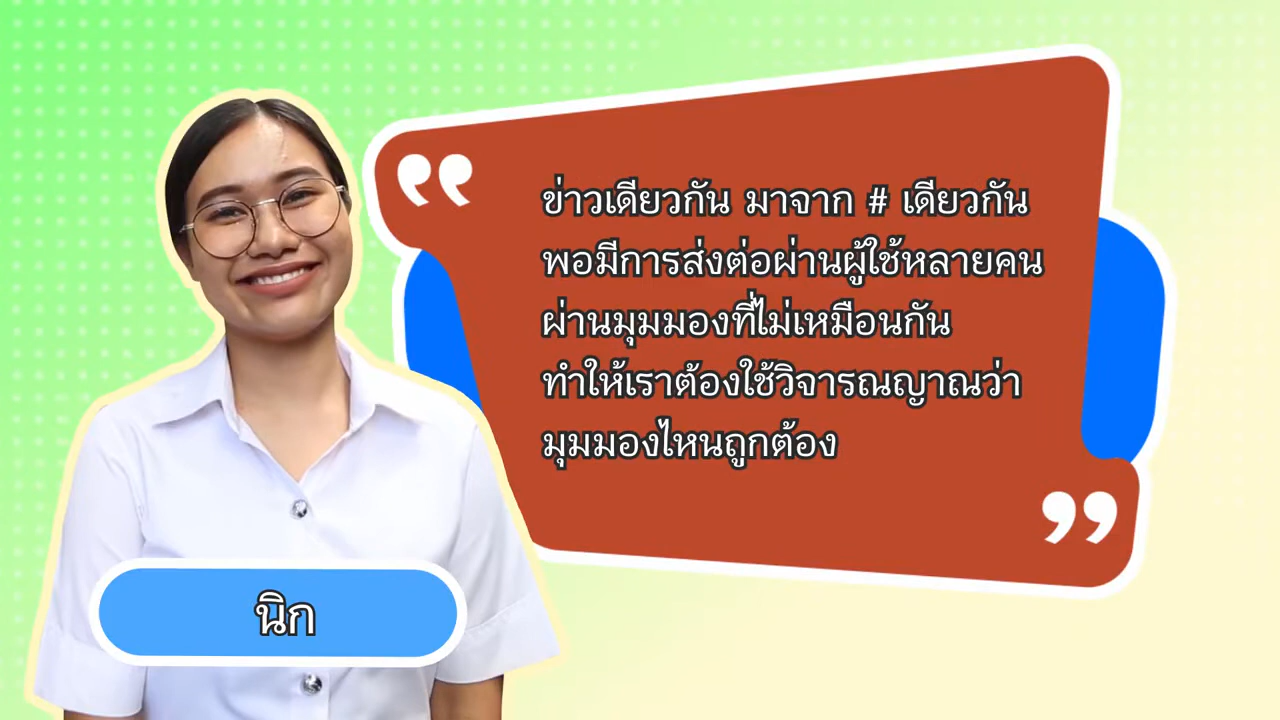 ข่าวเดียวกัน มาจาก # เดียวกัน
พอมีการส่งต่อผ่านผู้ใช้หลายคน
ผ่านมุมมองที่ไม่เหมือนกัน
ทำให้เราต้องใช้วิจารณญาณว่า
มุมมองไหนถูกต้อง
นิก